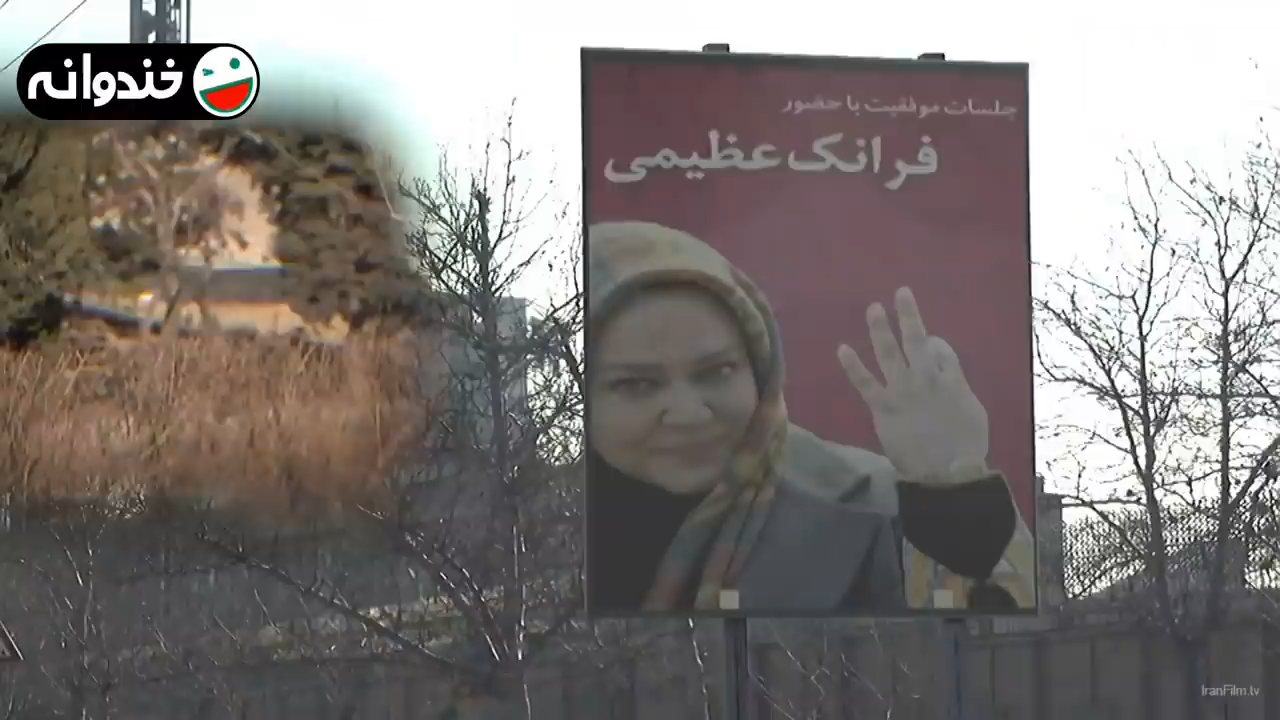 خندوانه
جلسات موفقیت با حضور
فرانک عظیمی
IranFilm.tv